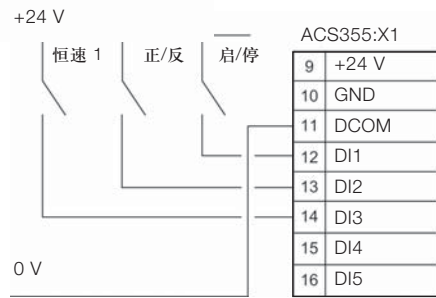 +24 V
恒速 1 正/反 启/停
ACS355:X1
9 +24 V
10 GND
11 DCOM
12 DI1
13 DI2
14 DI3
15 DI4
16 DI5
0 V